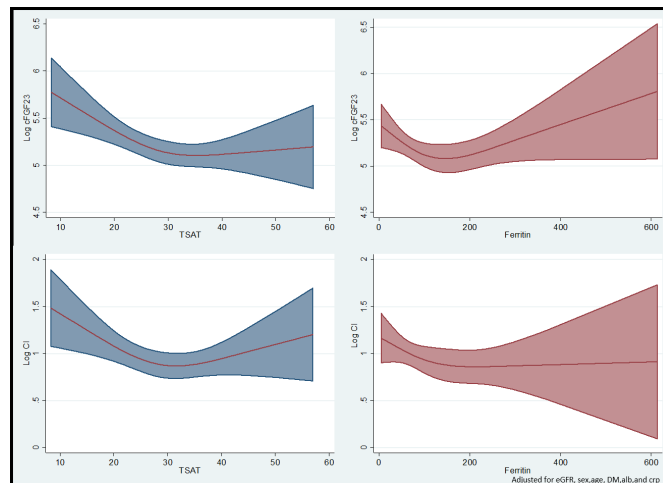 Log cFGF23
6.5
6
5.5
5
4.5
10 20 30 40 50 60
TSAT
Log cFGF23
6.5
6
5.5
5
4.5
0 200 400 600
Ferritin
Log CI
2
1.5
1
.5
0
10 20 30 40 50 60
TSAT
Log CI
2
1.5
1
.5
0
0 200 400 600
Ferritin
Adjusted for eGFR, sex,age, DM,alb,and crp